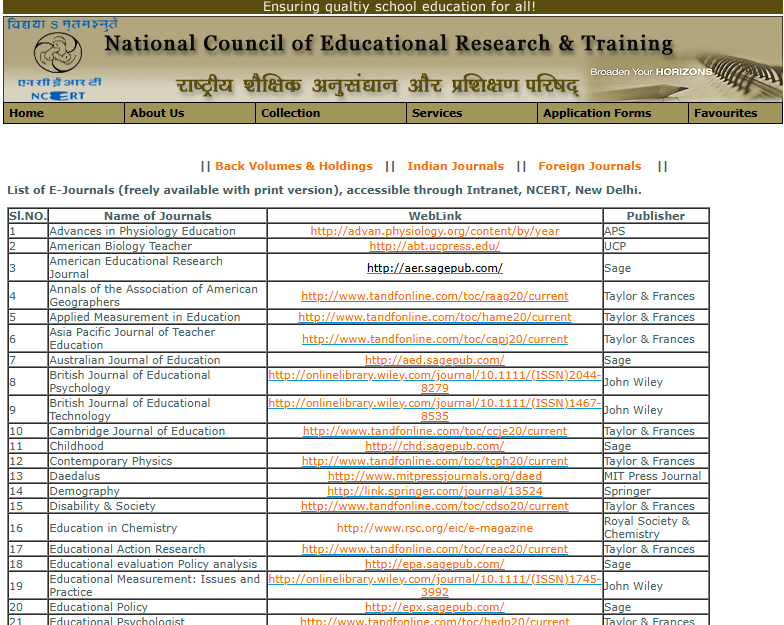 Ensuring qualtiy school education for all!
विद्यया ऽ मृतमश्नुते
एन सी ई आर टी
NCERT
National Council of Educational Research & Training
राष्ट्रीय शैक्षिक अनुसंधान और प्रशिक्षण परिषद्
Broaden Your HORIZONS
Home About Us Collection Services Application Forms Favourites
|| Back Volumes & Holdings || Indian Journals || Foreign Journals ||
List of E-Journals (freely available with print version), accessible through Intranet, NCERT, New Delhi.
Sl.NO. Name of Journals WebLink Publisher
1 Advances in Physiology Education http://advan.physiology.org/content/by/year APS
2 American Biology Teacher http://abt.ucpress.edu/ UCP
3 American Educational Research
Journal http://aer.sagepub.com/ Sage
4 Annals of the Association of American
Geographers http://www.tandfonline.com/toc/raag20/current Taylor & Frances
5 Applied Measurement in Education http://www.tandfonline.com/toc/hame20/current Taylor & Frances
6 Asia Pacific Journal of Teacher
Education http://www.tandfonline.com/toc/capj20/current Taylor & Frances
7 Australian Journal of Education http://aed.sagepub.com/ Sage
8 British Journal of Educational
Psychology http://onlinelibrary.wiley.com/journal/10.1111/(ISSN)2044-
8279 John Wiley
9 British Journal of Educational
Technology http://onlinelibrary.wiley.com/journal/10.1111/(ISSN)1467-
8535 John Wiley
10 Cambridge Journal of Education http://www.tandfonline.com/toc/ccje20/current Taylor & Frances
11 Childhood http://chd.sagepub.com/ Sage
12 Contemporary Physics http://www.tandfonline.com/toc/tcph20/current Taylor & Frances
13 Daedalus http://www.mitpressjournals.org/daed MIT Press Journal
14 Demography http://link.springer.com/journal/13524 Springer
15 Disability & Society http://www.tandfonline.com/toc/cdso20/current Taylor & Frances
16 Education in Chemistry http://www.rsc.org/eic/e-magazine Royal Society &
Chemistry
17 Educational Action Research http://www.tandfonline.com/toc/reac20/current Taylor & Frances
18 Educational evaluation Policy analysis http://epa.sagepub.com/ Sage
19 Educational Measurement: Issues and
Practice http://onlinelibrary.wiley.com/journal/10.1111/(ISSN)1745-
3992 John Wiley
20 Educational Policy http://epx.sagepub.com/ Sage
21 Educational Psychologist http://www.tandfonline.com/toc/hedp20/current Taylor & Frances